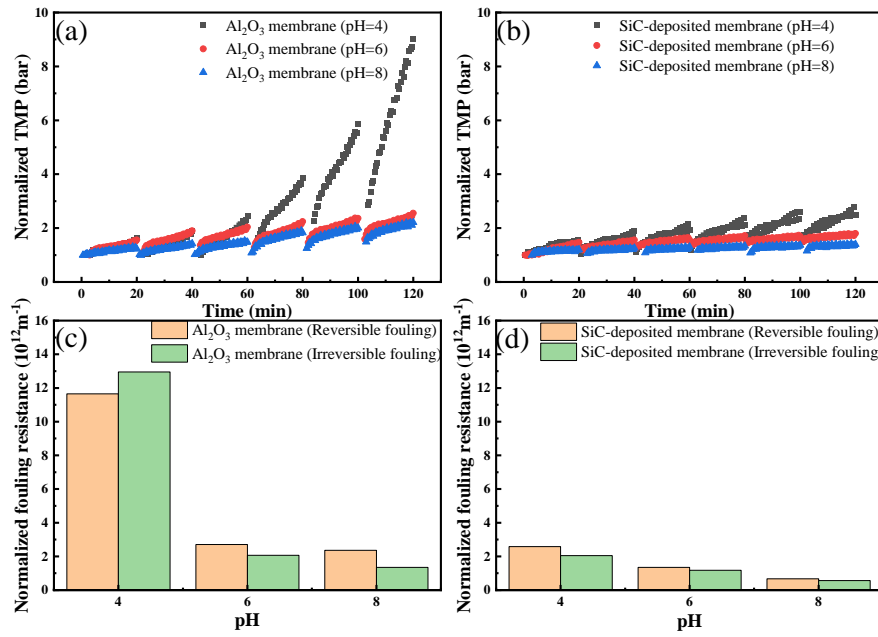 (a)
Al₂O₃ membrane (pH=4)
Al₂O₃ membrane (pH=6)
Al₂O₃ membrane (pH=8)
Normalized TMP (bar)
10
8
6
4
2
0
0 20 40 60 80 100 120
Time (min)
(b)
SiC-deposited membrane (pH=4)
SiC-deposited membrane (pH=6)
SiC-deposited membrane (pH=8)
Normalized TMP (bar)
10
8
6
4
2
0
0 20 40 60 80 100 120
Time (min)
(c)
Al₂O₃ membrane (Reversible fouling)
Al₂O₃ membrane (Irreversible fouling)
Normalized fouling resistance (10¹²m⁻¹)
16
14
12
10
8
6
4
2
0
4 6 8
pH
(d)
SiC-deposited membrane (Reversible fouling)
SiC-deposited membrane (Irreversible fouling)
Normalized fouling resistance (10¹²m⁻¹)
16
14
12
10
8
6
4
2
0
4 6 8
pH